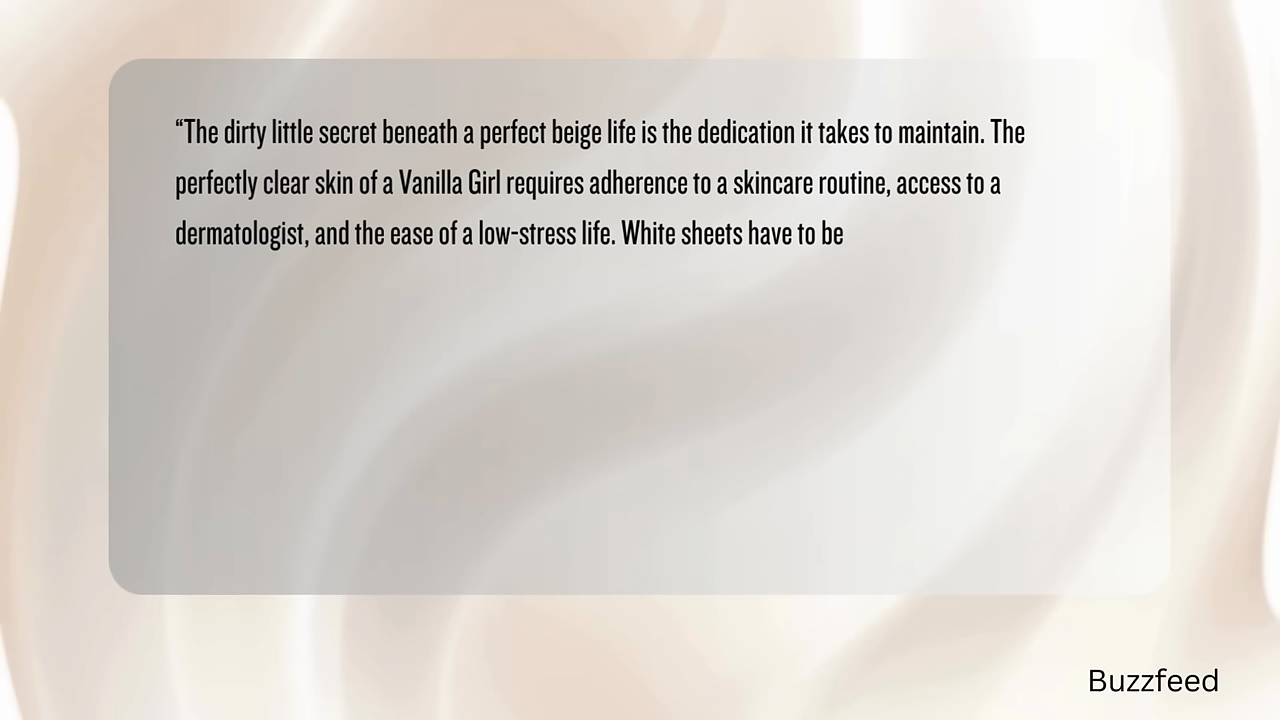 “The dirty little secret beneath a perfect beige life is the dedication it takes to maintain. The
perfectly clear skin of a Vanilla Girl requires adherence to a skincare routine, access to a
dermatologist, and the ease of a low-stress life. White sheets have to be
Buzzfeed